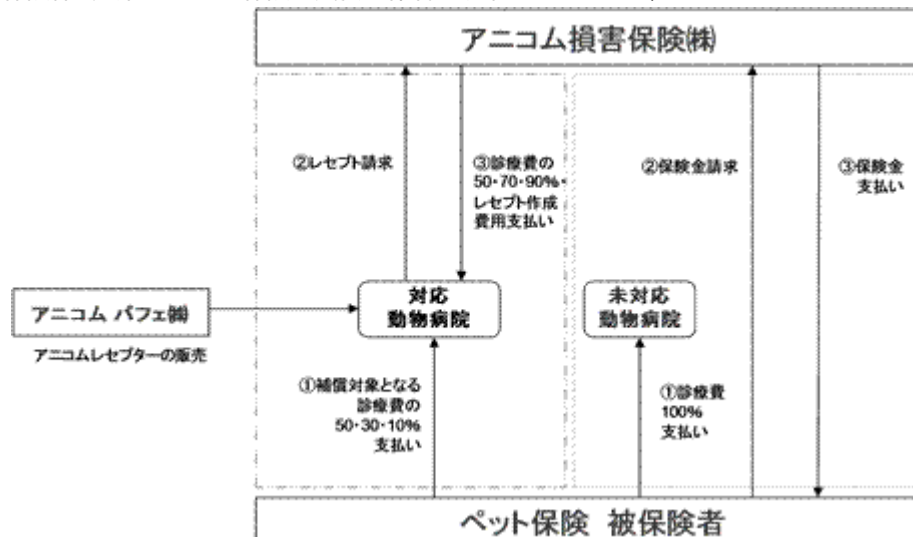 アニコム損害保険㈱
②レセプト請求
③診療費の
50・70・90%・
レセプト作成
費用支払い
②保険金請求
③保険金
支払い
対応
動物病院
未対応
動物病院
アニコム パフェ㈱
アニコムレセプターの販売
①補償対象となる
診療費の
50・30・10%
支払い
①診療費
100%
支払い
ペット保険 被保険者